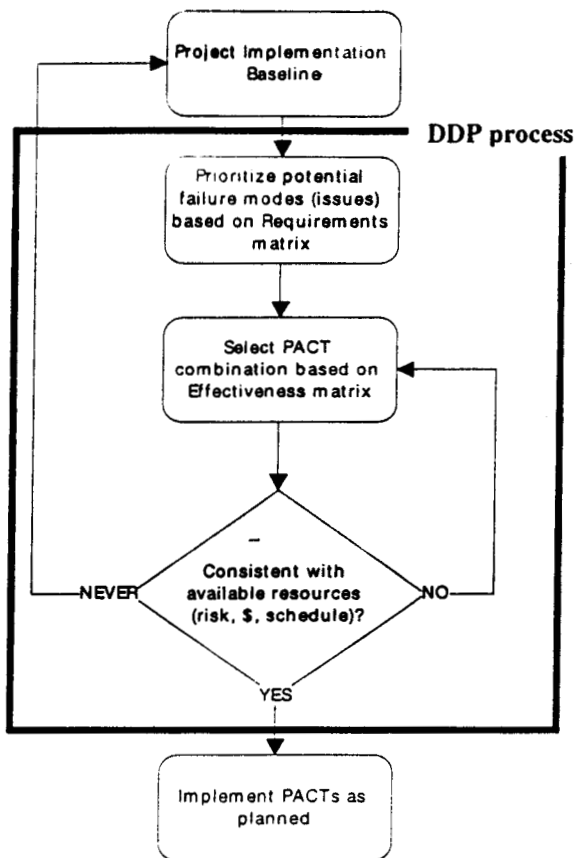 Project Implementation
Baseline
DDP process
Prioritize potential
failure modes (issues)
based on Requirements
matrix
Select PACT
combination based on
Effectiveness matrix
Consistent with
available resources
(risk, $, schedule)?
NEVER
NO
YES
Implement PACTs as
planned